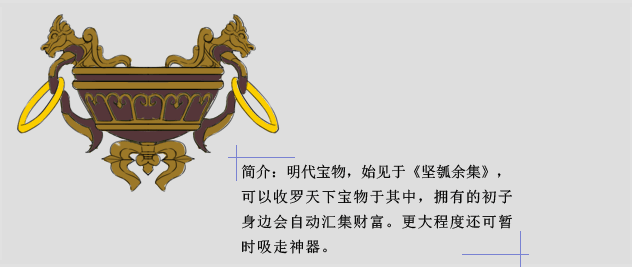 简介：明代宝物，始见于《坚瓠余集》，
可以收罗天下宝物于其中，拥有的初子
身边会自动汇集财富。更大程度还可暂
时吸走神器。